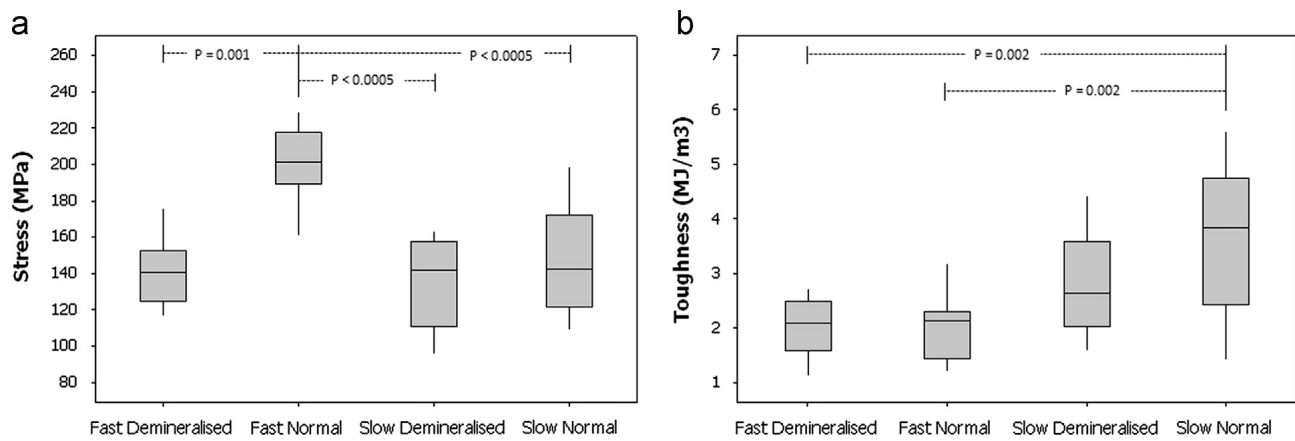 a
260
240
220
200
180
160
140
120
100
80
Stress (MPa)
P = 0.001
P < 0.0005
P < 0.0005
Fast Demineralised Fast Normal Slow Demineralised Slow Normal
b
7
6
5
4
3
2
1
Toughness (MJ/m3)
P = 0.002
P = 0.002
Fast Demineralised Fast Normal Slow Demineralised Slow Normal